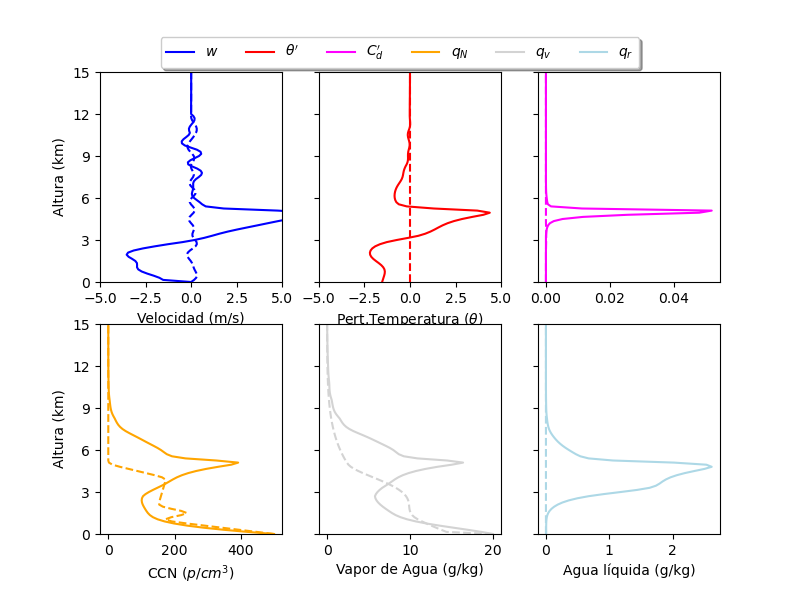 w θ′ C′d qN qv qr
15
12
9
6
3
0
Altura (km)
−5.0 −2.5 0.0 2.5 5.0
Velocidad (m/s)
−5.0 −2.5 0.0 2.5 5.0
Pert.Temperatura (θ)
0.00 0.02 0.04
15
12
9
6
3
0
Altura (km)
0 200 400
CCN (p/cm³)
0 10 20
Vapor de Agua (g/kg)
0 1 2
Agua líquida (g/kg)